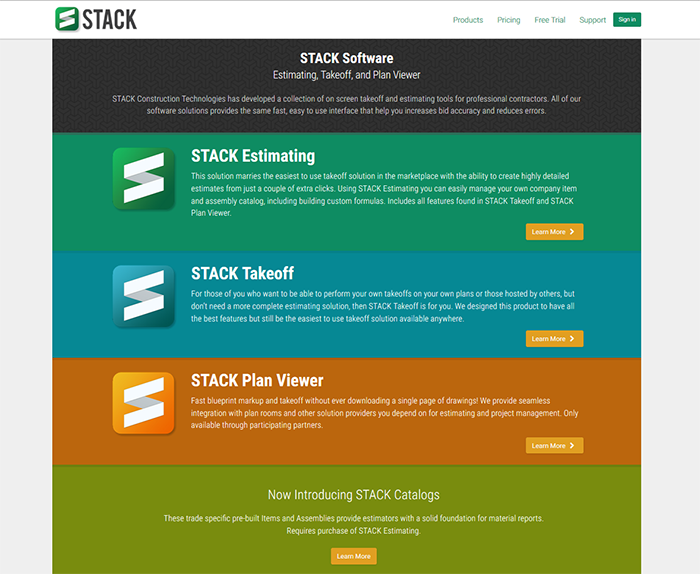 STACK
Products Pricing Free Trial Support Sign in
STACK Software
Estimating, Takeoff, and Plan Viewer
STACK Construction Technologies has developed a collection of on screen takeoff and estimating tools for professional contractors. All of our
software solutions provides the same fast, easy to use interface that help you increases bid accuracy and reduces errors.
STACK Estimating
This solution marries the easiest to use takeoff solution in the marketplace with the ability to create highly detailed
estimates from just a couple of extra clicks. Using STACK Estimating you can easily manage your own company item
and assembly catalog, including building custom formulas. Includes all features found in STACK Takeoff and STACK
Plan Viewer.
Learn More
STACK Takeoff
For those of you who want to be able to perform your own takeoffs on your own plans or those hosted by others, but
don't need a more complete estimating solution, then STACK Takeoff is for you. We designed this product to have all
the best features but still be the easiest to use takeoff solution available anywhere.
Learn More
STACK Plan Viewer
Fast blueprint markup and takeoff without ever downloading a single page of drawings! We provide seamless
integration with plan rooms and other solution providers you depend on for estimating and project management. Only
available through participating partners.
Learn More
Now Introducing STACK Catalogs
These trade specific pre-built Items and Assemblies provide estimators with a solid foundation for material reports.
Requires purchase of STACK Estimating.
Learn More